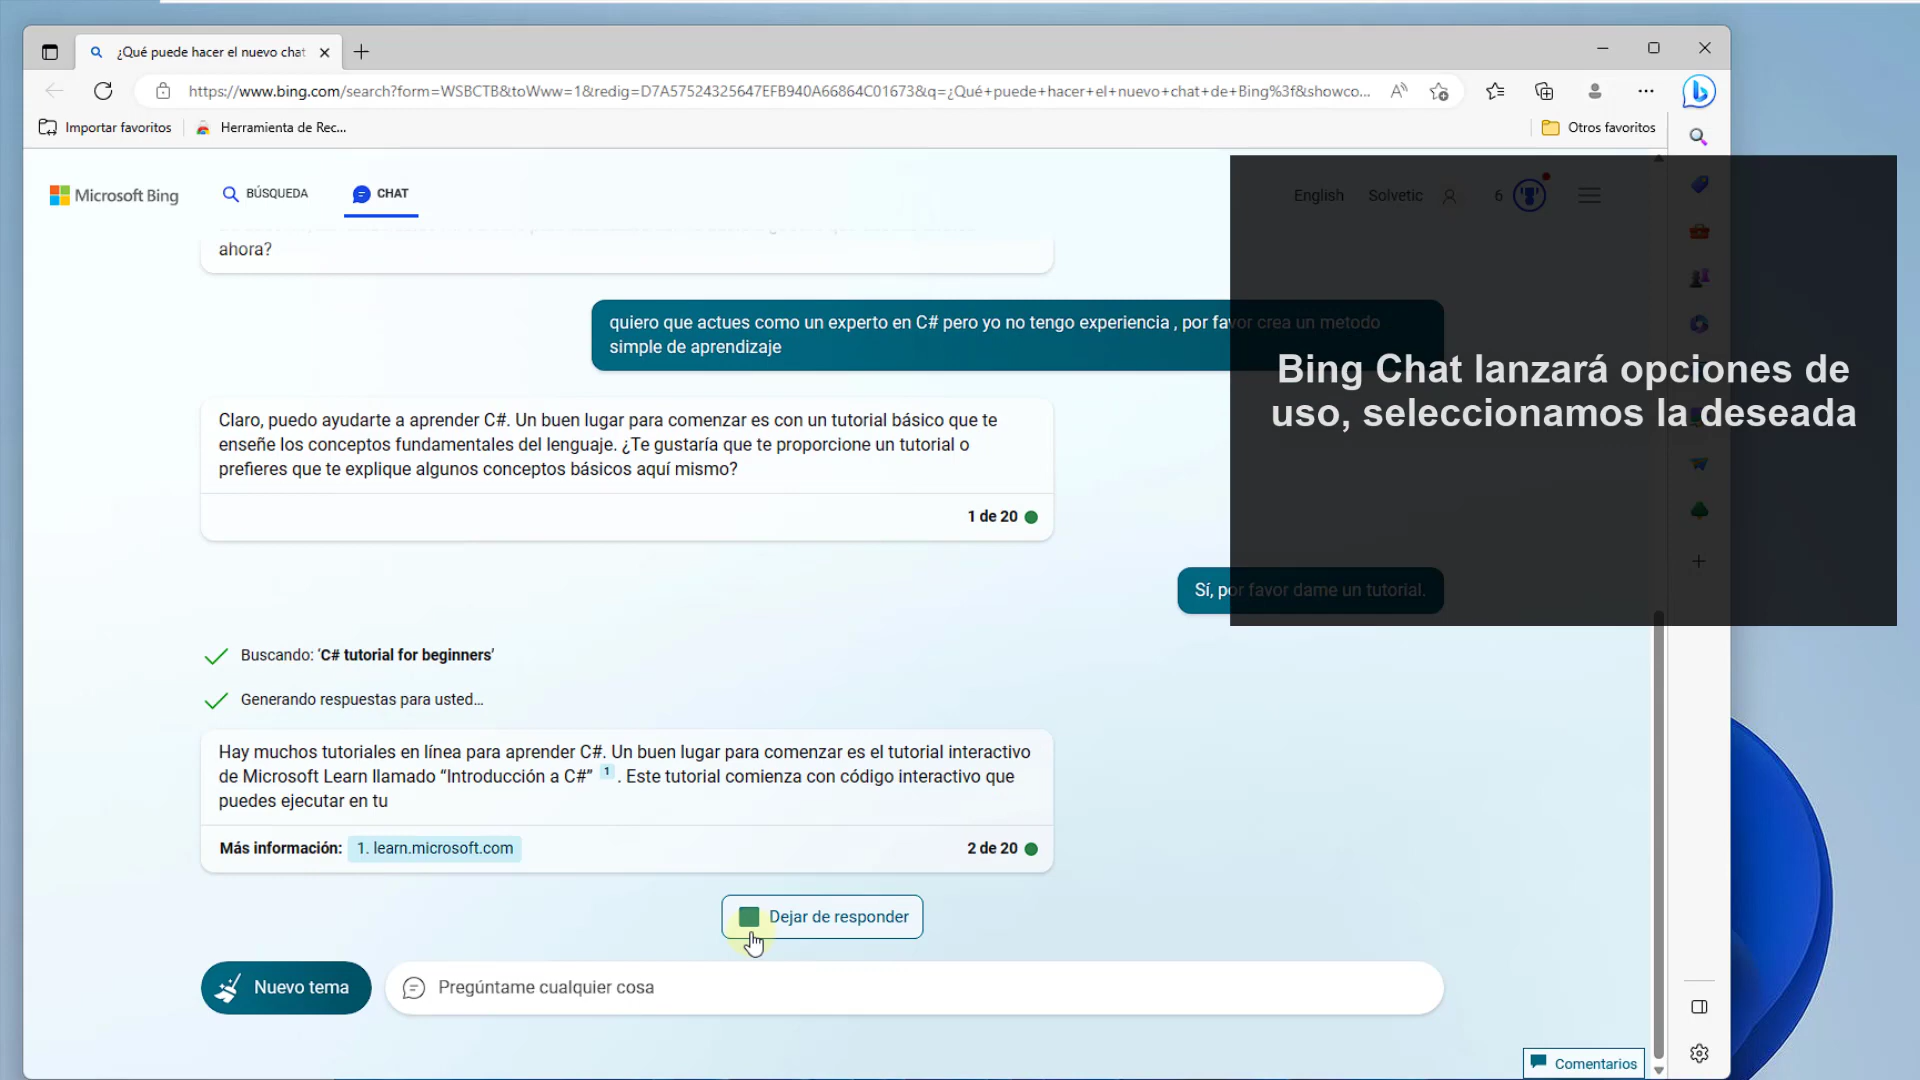 ¿Qué puede hacer el nuevo chat
https://www.bing.com/search?form=WSBCTB&toWww=1&redig=D7A57524325647EFB940A66864C01673&q=¿Qué+puede+hacer+el+nuevo+chat+de+Bing%3f&showco...
Importar favoritos
Herramienta de Rec...
Otros favoritos
Microsoft Bing
BÚSQUEDA
CHAT
English
Solvetic
6
ahora?
quiero que actues como un experto en C# pero yo no tengo experiencia , por favor crea un metodo
simple de aprendizaje
Bing Chat lanzará opciones de
uso, seleccionamos la deseada
Claro, puedo ayudarte a aprender C#. Un buen lugar para comenzar es con un tutorial básico que te
enseñe los conceptos fundamentales del lenguaje. ¿Te gustaría que te proporcione un tutorial o
prefieres que te explique algunos conceptos básicos aquí mismo?
1 de 20
Sí, por favor dame un tutorial.
Buscando: ‘C# tutorial for beginners’
Generando respuestas para usted…
Hay muchos tutoriales en línea para aprender C#. Un buen lugar para comenzar es el tutorial interactivo
de Microsoft Learn llamado “Introducción a C#” 1 . Este tutorial comienza con código interactivo que
puedes ejecutar en tu
Más información: 1. learn.microsoft.com
2 de 20
Dejar de responder
Nuevo tema
Pregúntame cualquier cosa
Comentarios